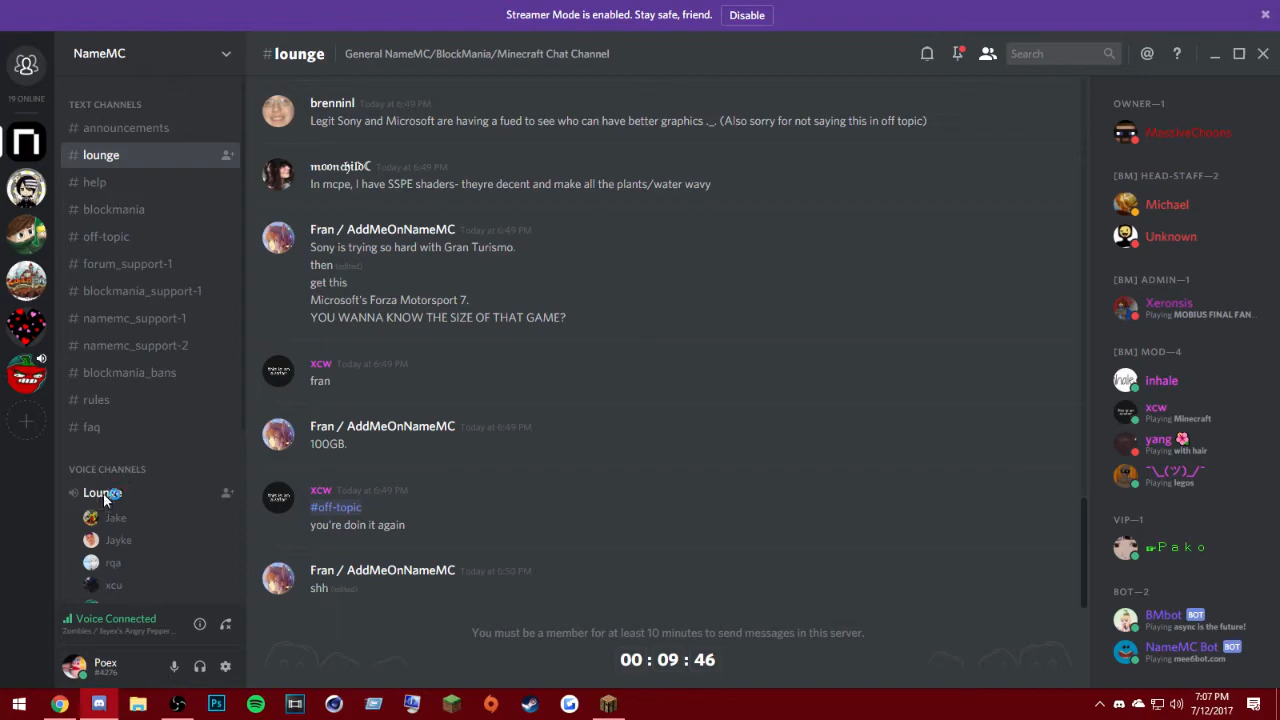 Streamer Mode is enabled. Stay safe, friend. Disable
NameMC
#lounge General NameMC/BlockMania/Minecraft Chat Channel
Search
19 ONLINE
TEXT CHANNELS
# announcements
# lounge
# help
# blockmania
# off-topic
# forum_support-1
# blockmania_support-1
# namemc_support-1
# namemc_support-2
# blockmania_bans
# rules
# faq
VOICE CHANNELS
Lounge
Jake
Jayke
rqa
xcu
Voice Connected
Zombies / Jeyex's Angry Pepper ...
Poex
#4276
brenninl Today at 6:49 PM
Legit Sony and Microsoft are having a fued to see who can have better graphics ._. (Also sorry for not saying this in off topic)
Today at 6:49 PM
In mcpe, I have SSPE shaders- theyre decent and make all the plants/water wavy
Fran / AddMeOnNameMC Today at 6:49 PM
Sony is trying so hard with Gran Turismo.
then (edited)
get this
Microsoft's Forza Motorsport 7.
YOU WANNA KNOW THE SIZE OF THAT GAME?
xcw Today at 6:49 PM
fran
Fran / AddMeOnNameMC Today at 6:49 PM
100GB.
xcw Today at 6:49 PM
#off-topic
you're doin it again
Fran / AddMeOnNameMC Today at 6:50 PM
shh (edited)
You must be a member for at least 10 minutes to send messages in this server.
00 : 09 : 46
OWNER—1
MassiveChoons
[BM] HEAD-STAFF—2
Michael
Unknown
[BM] ADMIN—1
Xeronsis
Playing MOBIUS FINAL FAN...
[BM] MOD—4
inhale
xcw
Playing Minecraft
yang 🌺
Playing with hair
¯\_(ツ)_/¯
Playing legos
VIP—1
Pako
BOT—2
BMbot BOT
Playing async is the future!
NameMC Bot BOT
Playing mee6bot.com
7:07 PM
7/12/2017